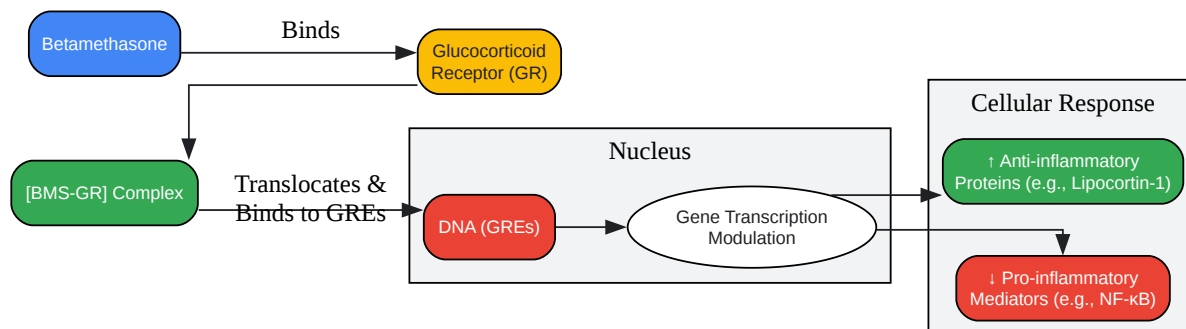 Betamethasone
Binds
Glucocorticoid
Receptor (GR)
[BMS-GR] Complex
Translocates &
Binds to GREs
Nucleus
DNA (GREs)
Gene Transcription
Modulation
Cellular Response
↑ Anti-inflammatory
Proteins (e.g., Lipocortin-1)
↓ Pro-inflammatory
Mediators (e.g., NF-κB)